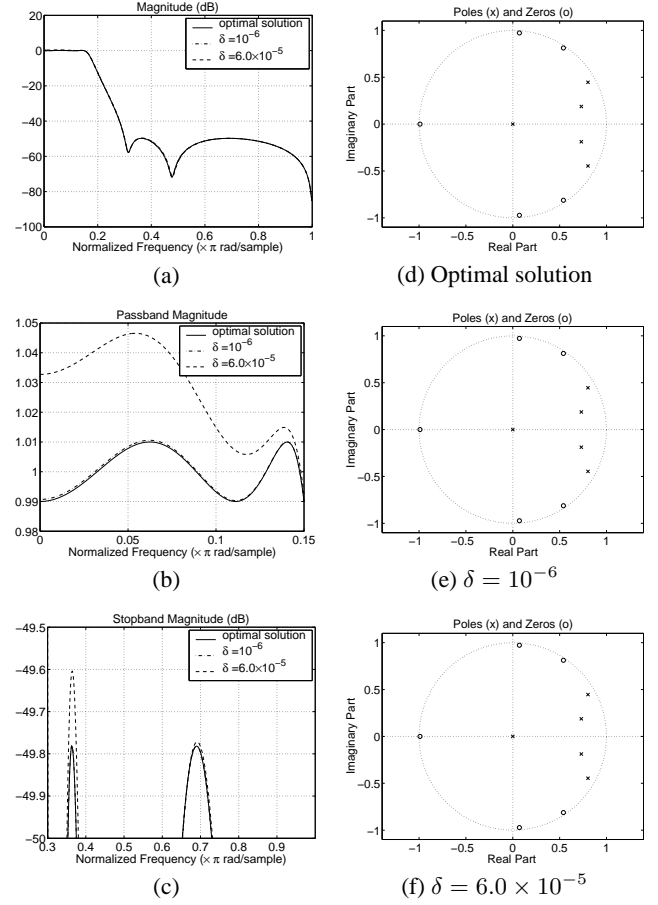 Magnitude (dB)
optimal solution
δ =10⁻⁶
δ =6.0×10⁻⁵
20
0
−20
−40
−60
−80
−100
0 0.2 0.4 0.6 0.8 1
Normalized Frequency (× π rad/sample)
(a)
Poles (x) and Zeros (o)
Imaginary Part
1
0.5
0
−0.5
−1
−1 −0.5 0 0.5 1
Real Part
(d) Optimal solution
Passband Magnitude
optimal solution
δ =10⁻⁶
δ =6.0×10⁻⁵
1.05
1.04
1.03
1.02
1.01
1
0.99
0.98
0 0.05 0.1 0.15
Normalized Frequency (× π rad/sample)
(b)
Poles (x) and Zeros (o)
Imaginary Part
1
0.5
0
−0.5
−1
−1 −0.5 0 0.5 1
Real Part
(e) δ = 10⁻⁶
Stopband Magnitude (dB)
optimal solution
δ =10⁻⁶
δ =6.0×10⁻⁵
−49.5
−49.6
−49.7
−49.8
−49.9
−50
0.3 0.4 0.5 0.6 0.7 0.8 0.9
Normalized Frequency (× π rad/sample)
(c)
Poles (x) and Zeros (o)
Imaginary Part
1
0.5
0
−0.5
−1
−1 −0.5 0 0.5 1
Real Part
(f) δ = 6.0 × 10⁻⁵